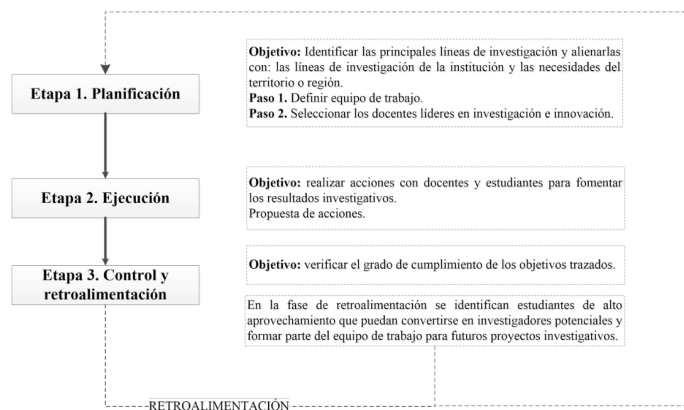 Etapa 1. Planificación
Objetivo: Identificar las principales líneas de investigación y alienarlas
con: las líneas de investigación de la institución y las necesidades del
territorio o región.
Paso 1. Definir equipo de trabajo.
Paso 2. Seleccionar los docentes líderes en investigación e innovación.
Etapa 2. Ejecución
Objetivo: realizar acciones con docentes y estudiantes para fomentar
los resultados investigativos.
Propuesta de acciones.
Etapa 3. Control y
retroalimentación
Objetivo: verificar el grado de cumplimiento de los objetivos trazados.
En la fase de retroalimentación se identifican estudiantes de alto
aprovechamiento que puedan convertirse en investigadores potenciales y
formar parte del equipo de trabajo para futuros proyectos investigativos.
RETROALIMENTACIÓN